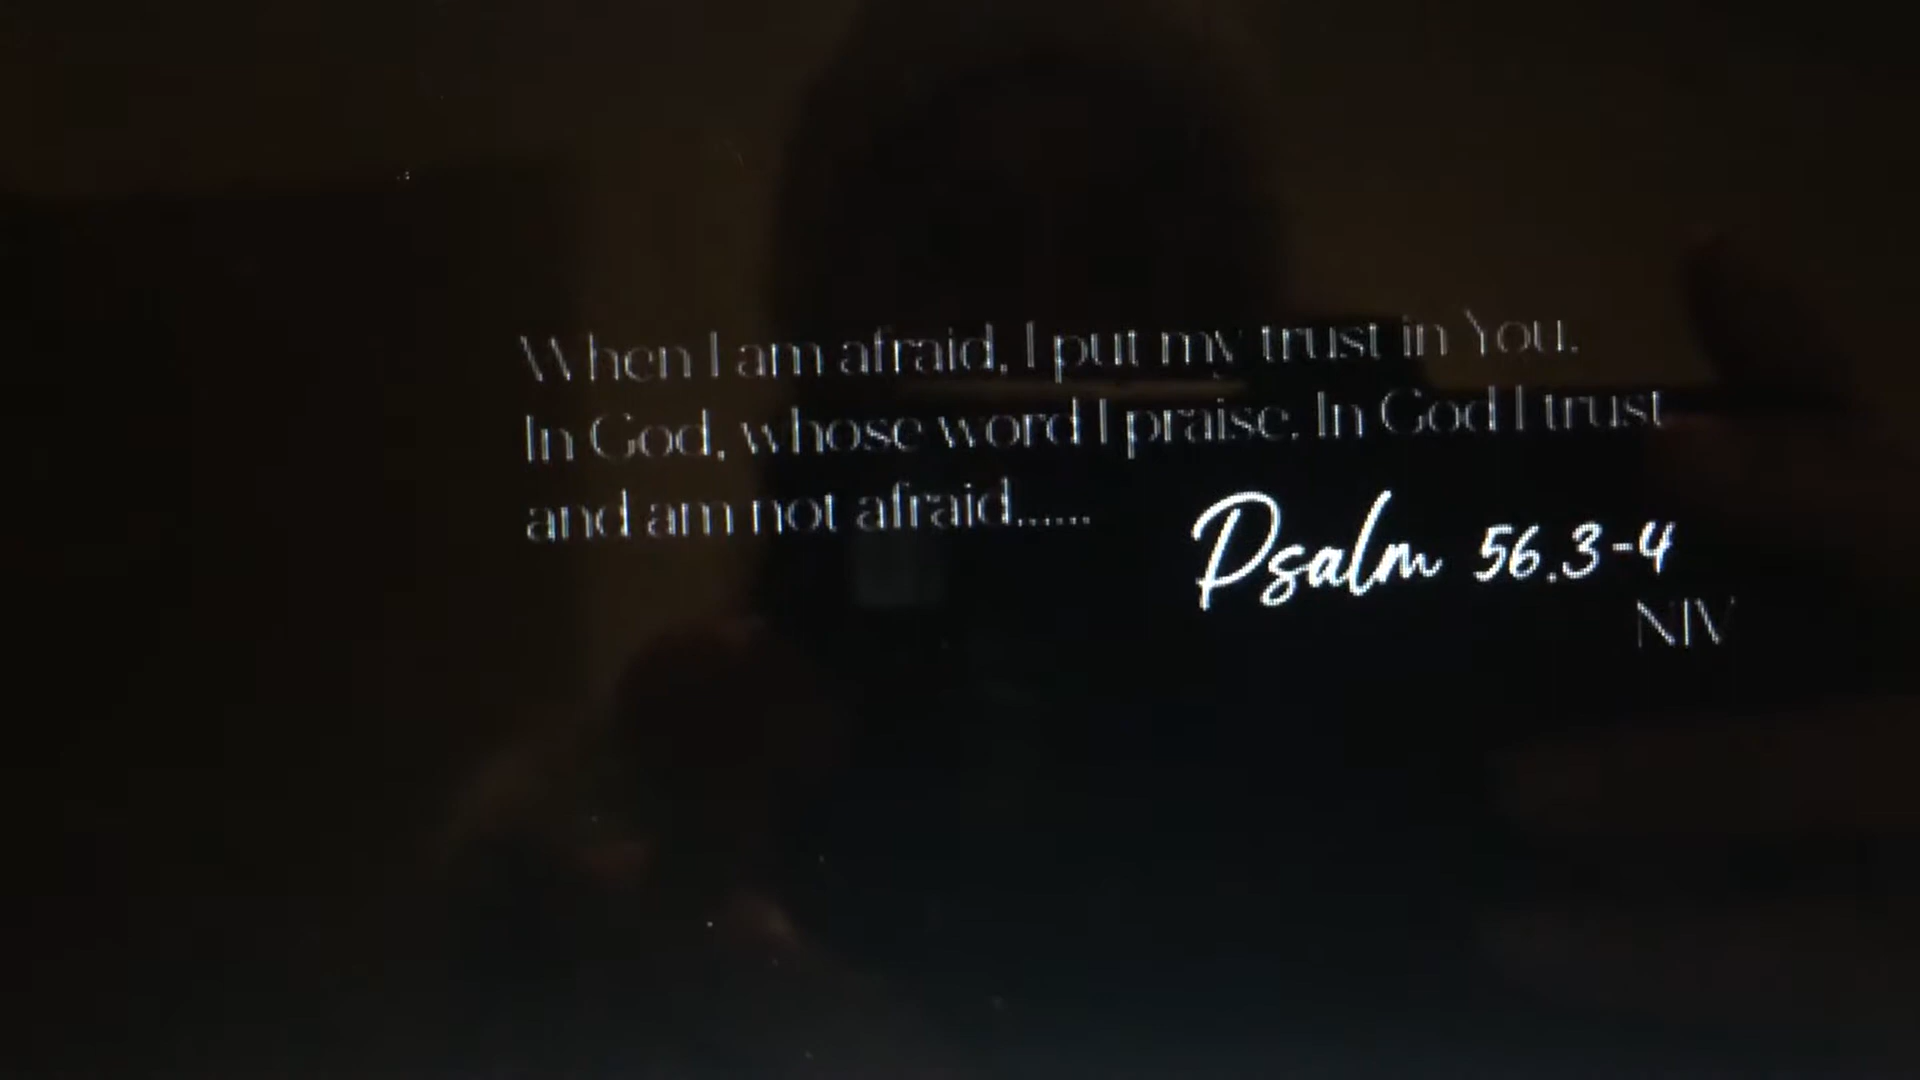 When I am afraid, I put my trust in You.
In God, whose word I praise. In God I trust
and am not afraid......
Psalm 56.3-4
NIV